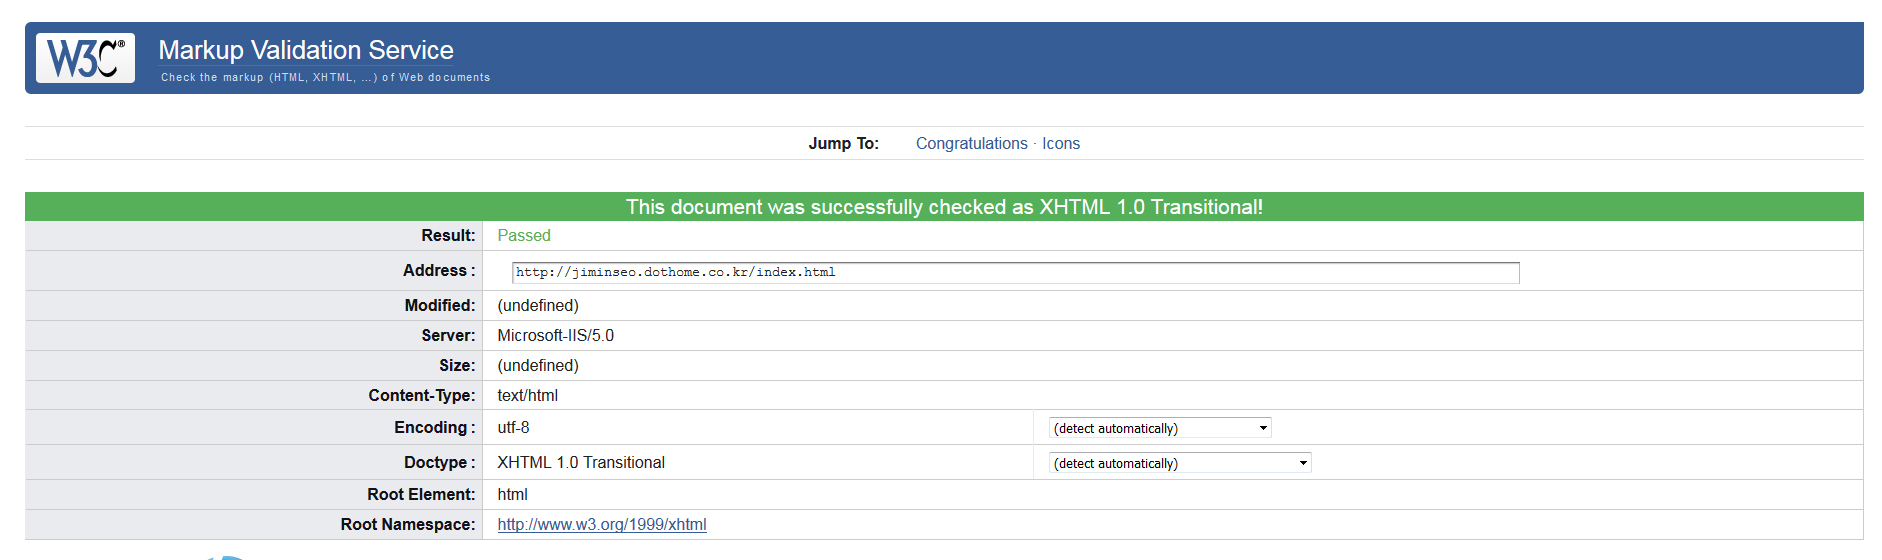 W3C®
Markup Validation Service
Check the markup (HTML, XHTML, …) of Web documents
Jump To: Congratulations · Icons
This document was successfully checked as XHTML 1.0 Transitional!
Result: Passed
Address : http://jiminseo.dothome.co.kr/index.html
Modified: (undefined)
Server: Microsoft-IIS/5.0
Size: (undefined)
Content-Type: text/html
Encoding : utf-8 (detect automatically)
Doctype : XHTML 1.0 Transitional (detect automatically)
Root Element: html
Root Namespace: http://www.w3.org/1999/xhtml